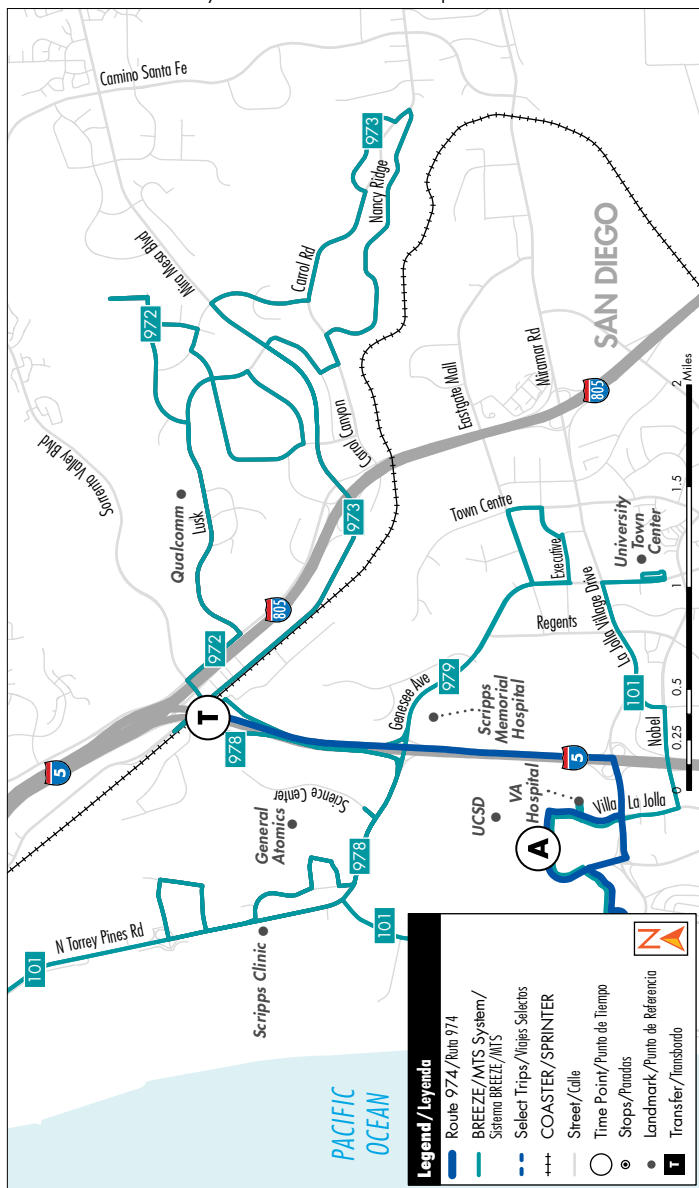 Camino Santa Fe
Mira Mesa Blvd
973
Nancy Ridge
Carrol Rd
972
Sorrento Valley Blvd
SAN DIEGO
Miramar Rd
Eastgate Mall
805
Carrol Canyon
973
Qualcomm
Lusk
Town Centre
Executive
University
Town
Center
805
972
Regents
La Jolla Village Drive
101
Nobel
Genesee Ave
979
Scripps
Memorial
Hospital
T
978
5
5
Science Center
General
Atomics
978
UCSD
VA
Hospital
Villa La Jolla
A
N Torrey Pines Rd
101
Scripps Clinic
101
PACIFIC
OCEAN
0
0.25
0.5
1
1.5
2
Miles
Legend/Leyenda
Route 974/Ruta 974
BREEZE/MTS System/
Sistema BREEZE/MTS
Select Trips/Viajes Selectos
COASTER/SPRINTER
Street/Calle
Time Point/Punto de Tiempo
Stops/Paradas
Landmark/Punto de Referencia
T Transfer/Transbordo
N